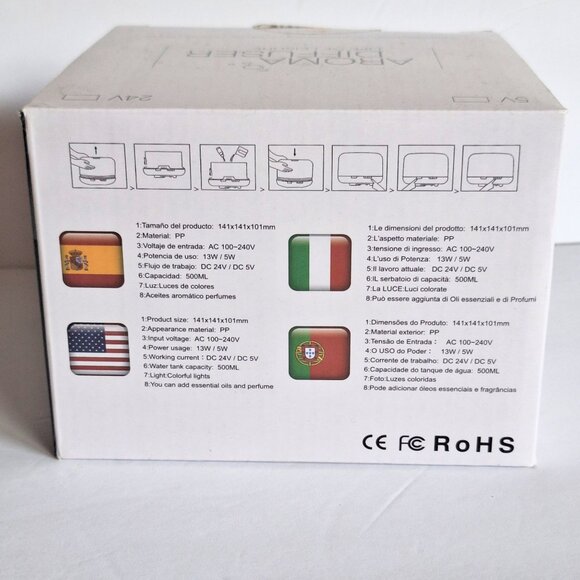 AROMA
DIFFUSER
24V
5V
1:Tamaño del producto: 141x141x101mm
2:Material: PP
3:Voltaje de entrada: AC 100~240V
4:Potencia de uso: 13W / 5W
5:Flujo de trabajo: DC 24V / DC 5V
6:Capacidad: 500ML
7:Luz:Luces de colores
8:Aceites aromático perfumes
1:Le dimensioni del prodotto: 141x141x101mm
2:L'aspetto materiale: PP
3:tensione di ingresso: AC 100~240V
4:L'uso di Potenza: 13W / 5W
5:Il lavoro attuale: DC 24V / DC 5V
6:IL serbatoio di capacità: 500ML
7:La LUCE:Luci colorate
8:Può essere aggiunta di Oli essenziali e di Profumi
1:Product size: 141x141x101mm
2:Appearance material: PP
3:Input voltage: AC 100~240V
4:Power usage: 13W / 5W
5:Working current: DC 24V / DC 5V
6:Water tank capacity: 500ML
7:Light:Colorful lights
8:You can add essential oils and perfume
1:Dimensões do Produto: 141x141x101mm
2:Material exterior: PP
3:Tensão de Entrada: AC 100~240V
4:O USO do Poder: 13W / 5W
5:Corrente de trabalho: DC 24V / DC 5V
6:Capacidade do tanque de água: 500ML
7:Foto:Luzes coloridas
8:Pode adicionar óleos essenciais e fragrâncias
CE FC RoHS